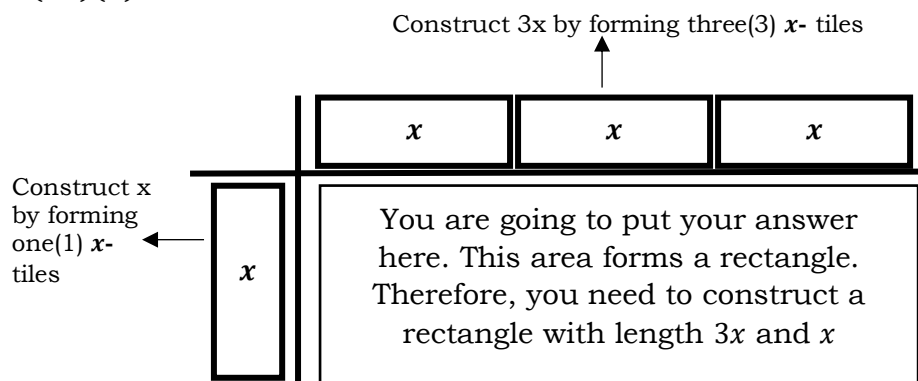 Construct 3x by forming three(3) x- tiles
x x x
Construct x
by forming
one(1) x-
tiles
x
You are going to put your answer
here. This area forms a rectangle.
Therefore, you need to construct a
rectangle with length 3x and x